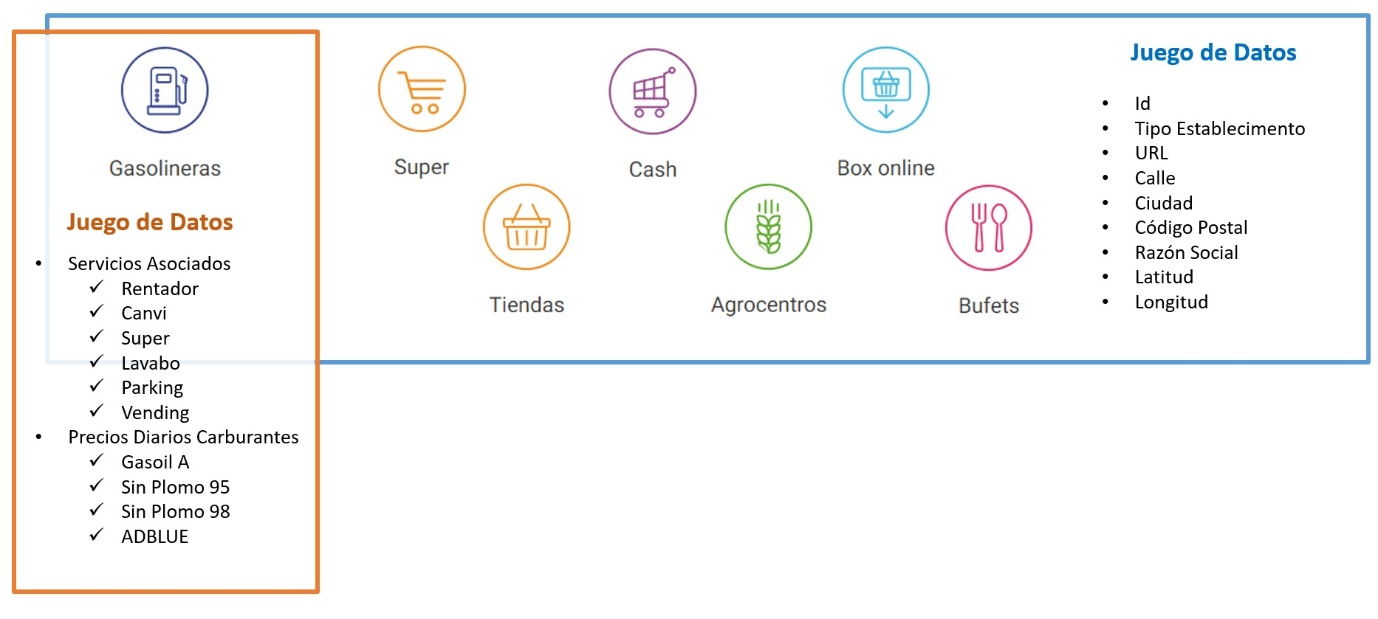 Gasolineras
Juego de Datos
• Servicios Asociados
✓ Rentador
✓ Canvi
✓ Super
✓ Lavabo
✓ Parking
✓ Vending
• Precios Diarios Carburantes
✓ Gasoil A
✓ Sin Plomo 95
✓ Sin Plomo 98
✓ ADBLUE
Super
Cash
Box online
Tiendas
Agrocentros
Bufets
Juego de Datos
• Id
• Tipo Establecimento
• URL
• Calle
• Ciudad
• Código Postal
• Razón Social
• Latitud
• Longitud